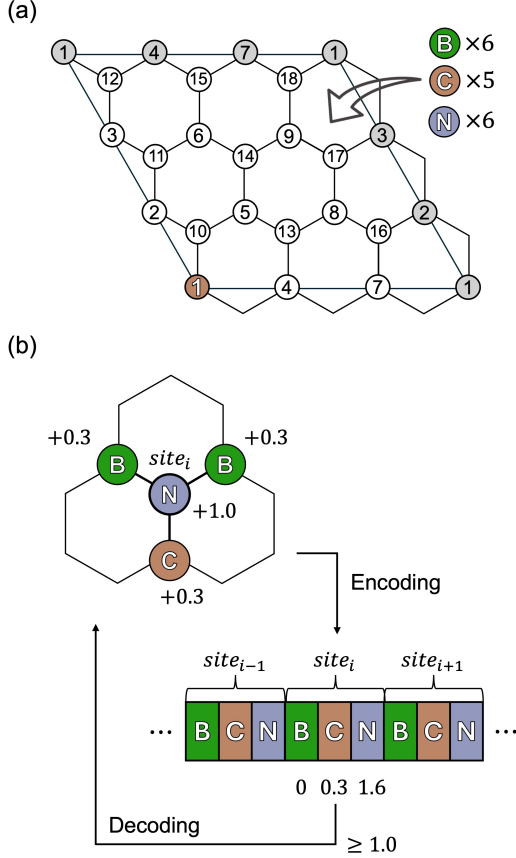 (a)
1 4 7 1
B ×6
12 15 18
C ×5
N ×6
3 6 9 3
11 14 17
2 5 8 2
10 13 16
1 4 7 1
(b)
+0.3 site_i +0.3
B B
N
+1.0
C
+0.3
Encoding
site_{i−1} site_i site_{i+1}
... B C N B C N B C N ...
0 0.3 1.6
Decoding
≥ 1.0